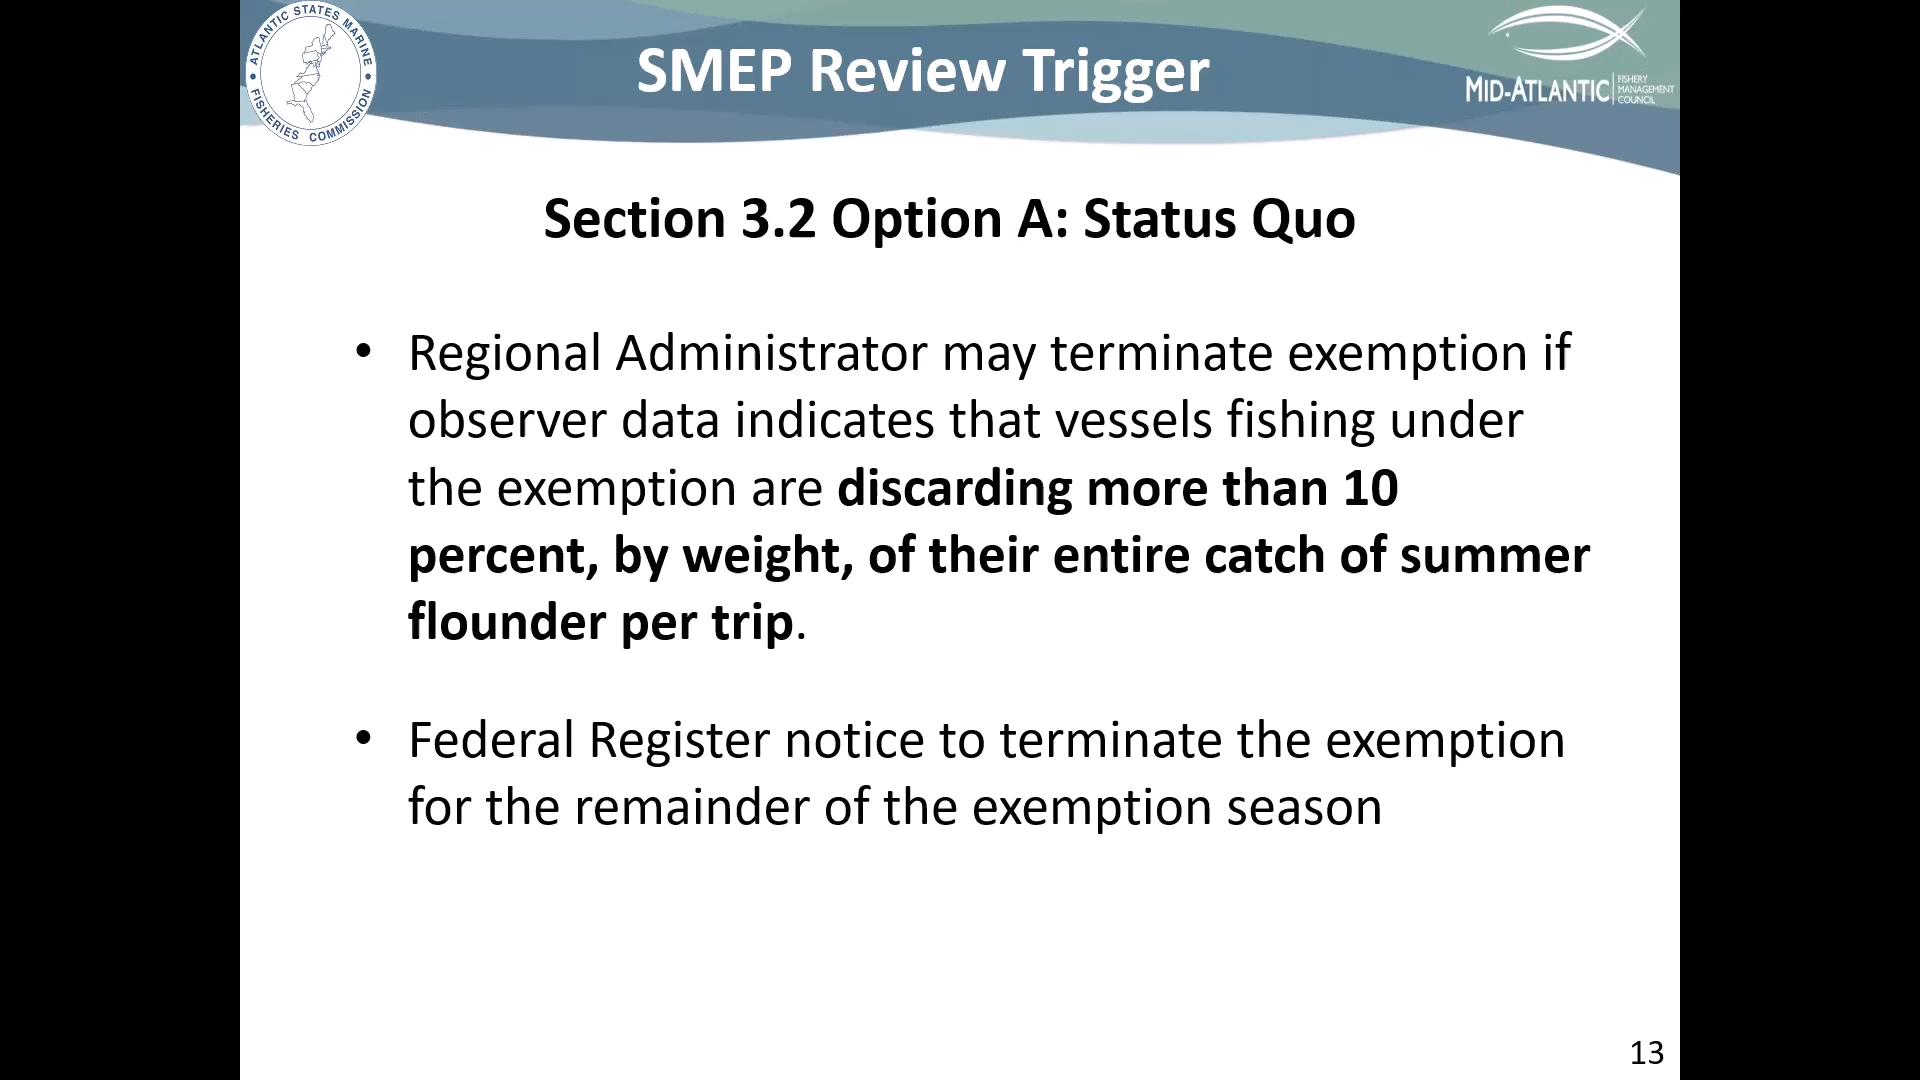 ATLANTIC STATES MARINE FISHERIES COMMISSION
SMEP Review Trigger
MID-ATLANTIC
FISHERY
MANAGEMENT
COUNCIL
Section 3.2 Option A: Status Quo
• Regional Administrator may terminate exemption if
observer data indicates that vessels fishing under
the exemption are discarding more than 10
percent, by weight, of their entire catch of summer
flounder per trip.
• Federal Register notice to terminate the exemption
for the remainder of the exemption season
13